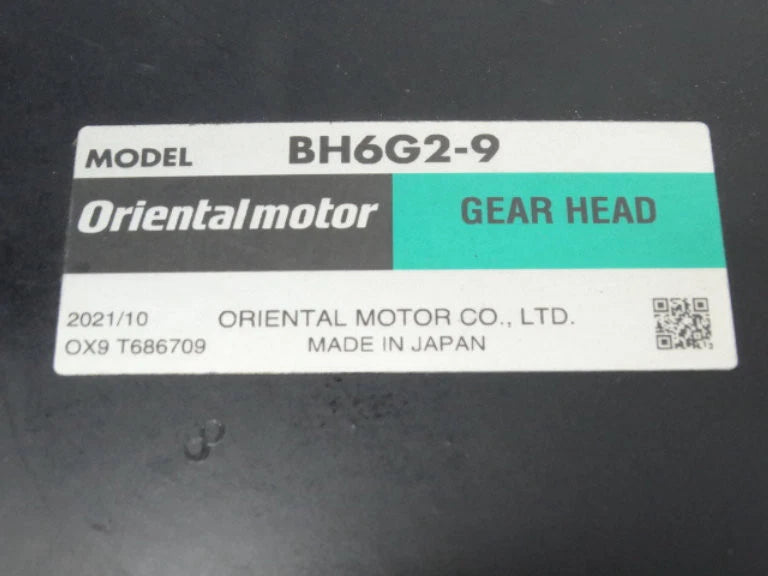 MODEL BH6G2-9
Orientalmotor GEAR HEAD
2021/10 ORIENTAL MOTOR CO., LTD.
OX9 T686709 MADE IN JAPAN